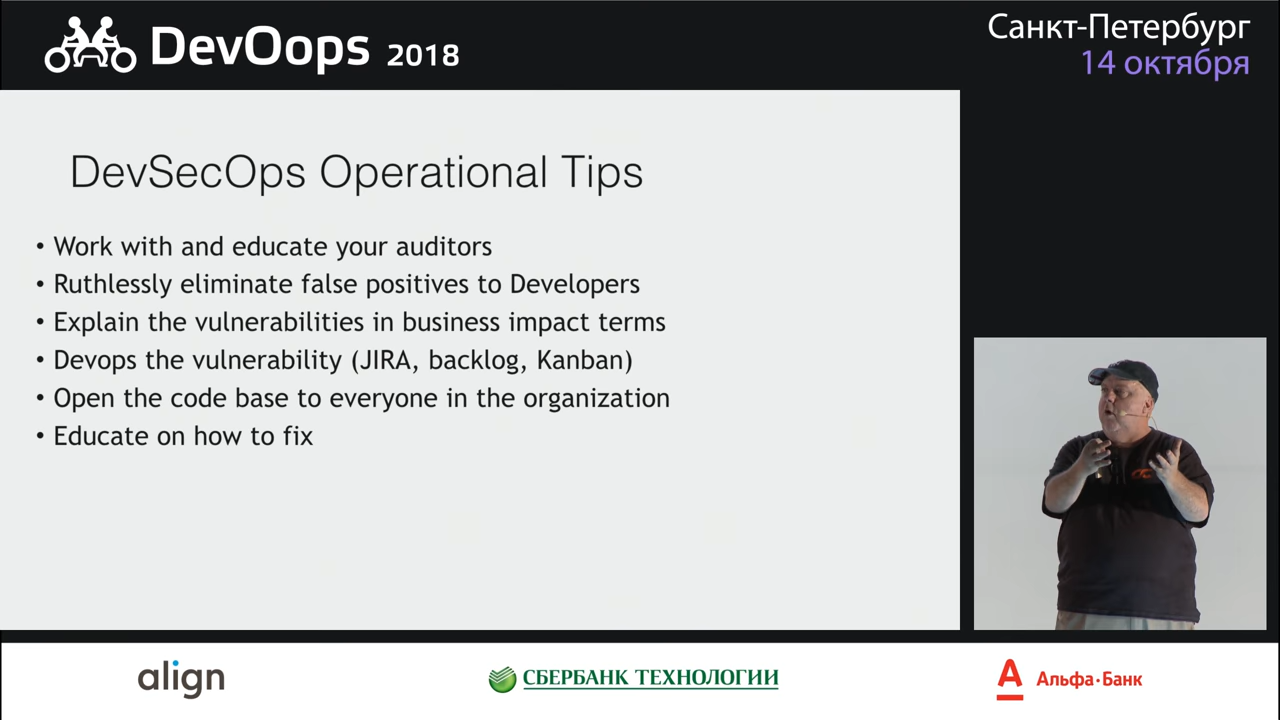 DevOops 2018
Санкт-Петербург
14 октября
DevSecOps Operational Tips
• Work with and educate your auditors
• Ruthlessly eliminate false positives to Developers
• Explain the vulnerabilities in business impact terms
• Devops the vulnerability (JIRA, backlog, Kanban)
• Open the code base to everyone in the organization
• Educate on how to fix
align
СБЕРБАНК ТЕХНОЛОГИИ
А Альфа·Банк